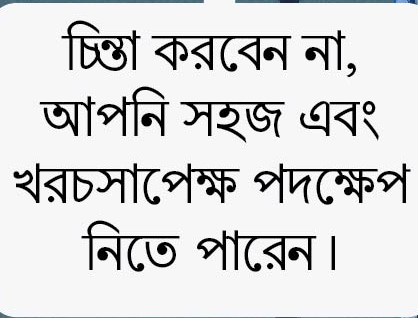 চিন্তা করবেন না,
আপনি সহজ এবং
খরচসাপেক্ষ পদক্ষেপ
নিতে পারেন।